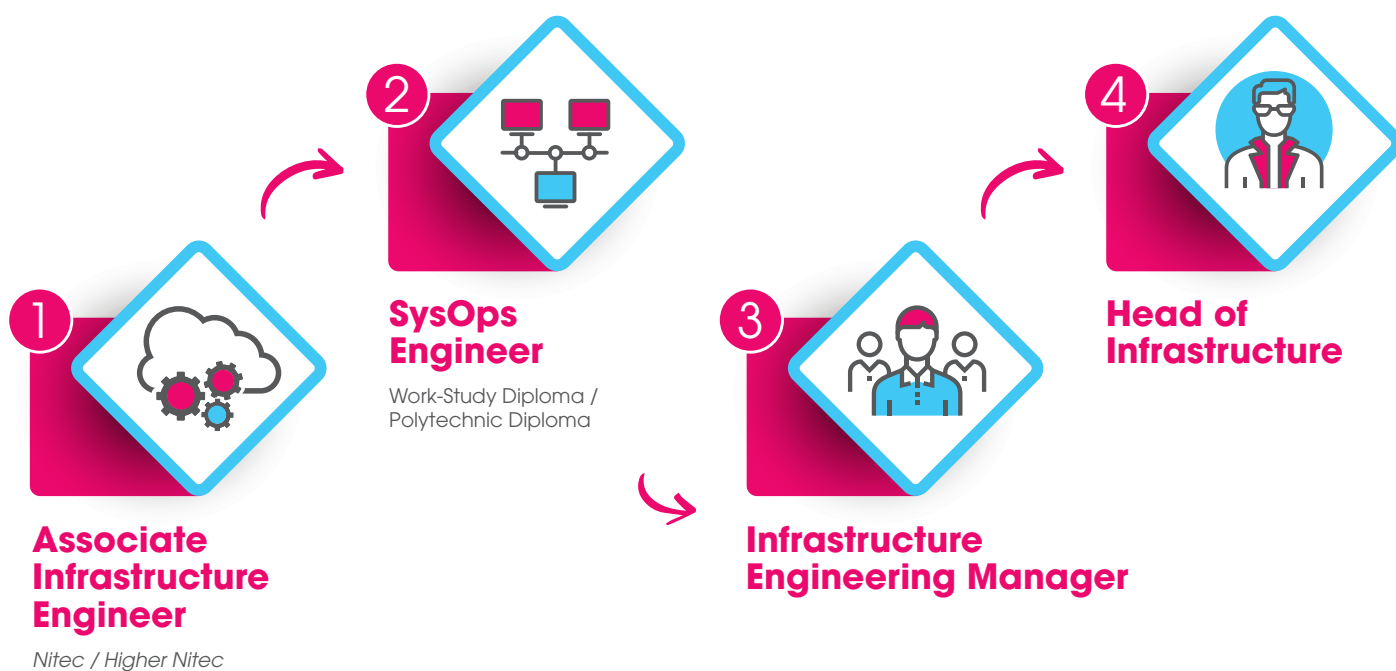 1
Associate
Infrastructure
Engineer
Nitec / Higher Nitec
2
SysOps
Engineer
Work-Study Diploma /
Polytechnic Diploma
3
Infrastructure
Engineering Manager
4
Head of
Infrastructure